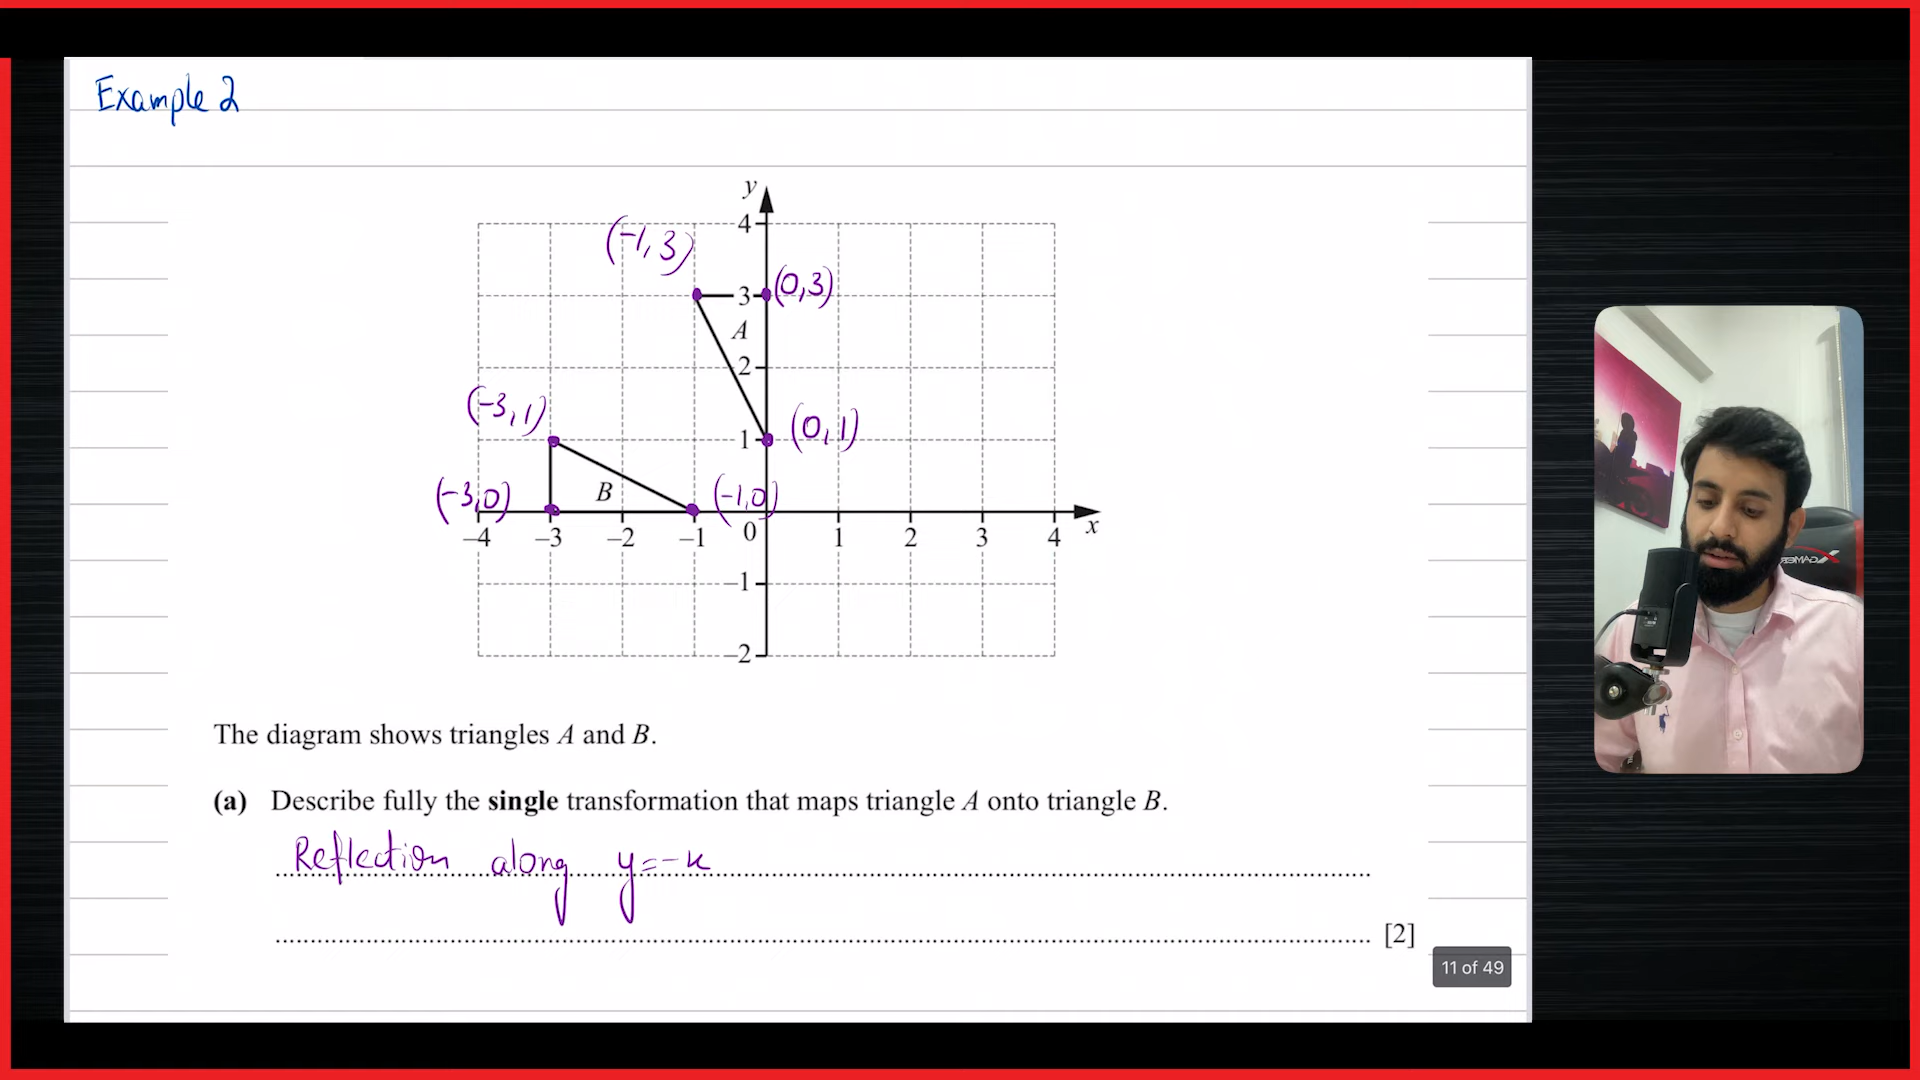 Example 2
y
4
(-1,3)
3
(0,3)
A
2
(-3,1)
1
(0,1)
(-3,0)
B
(-1,0)
–4 –3 –2 –1 0 1 2 3 4 x
–1
–2
The diagram shows triangles A and B.
(a) Describe fully the single transformation that maps triangle A onto triangle B.
Reflection along y=-x
[2]
11 of 49